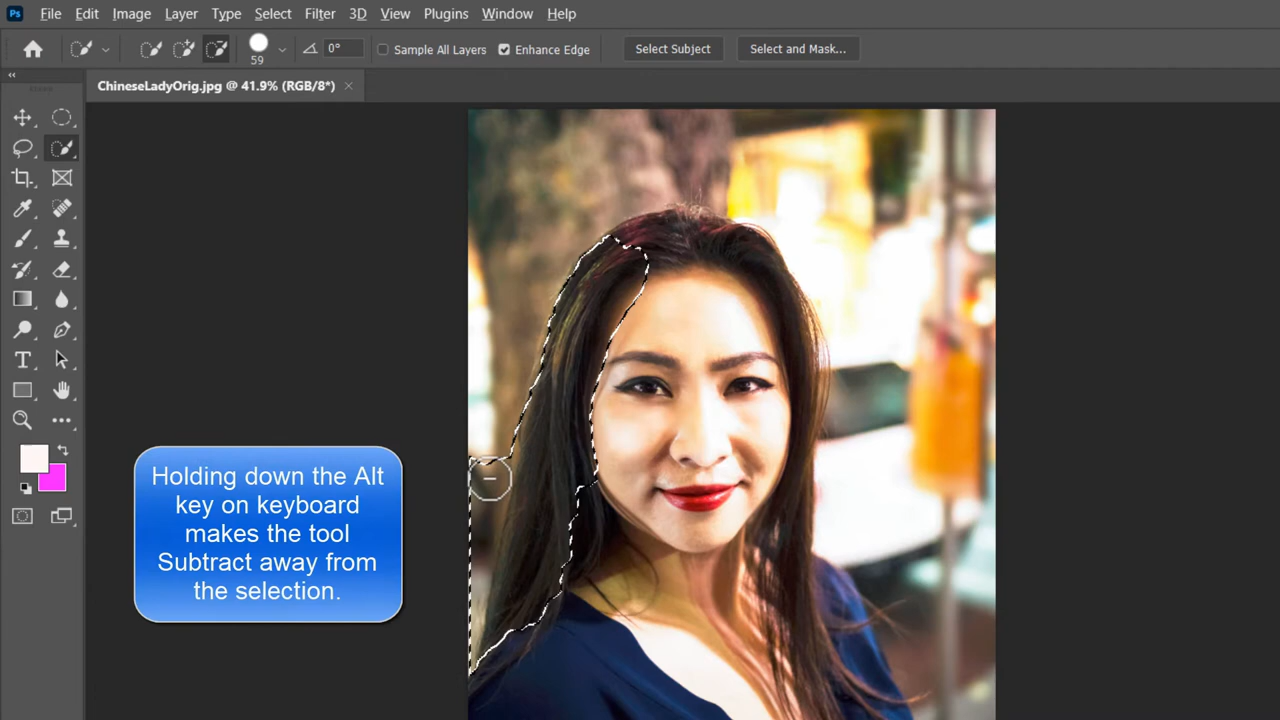 Ps File Edit Image Layer Type Select Filter 3D View Plugins Window Help
59 0° Sample All Layers Enhance Edge Select Subject Select and Mask...
ChineseLadyOrig.jpg @ 41.9% (RGB/8*) ×
T
Holding down the Alt
key on keyboard
makes the tool
Subtract away from
the selection.